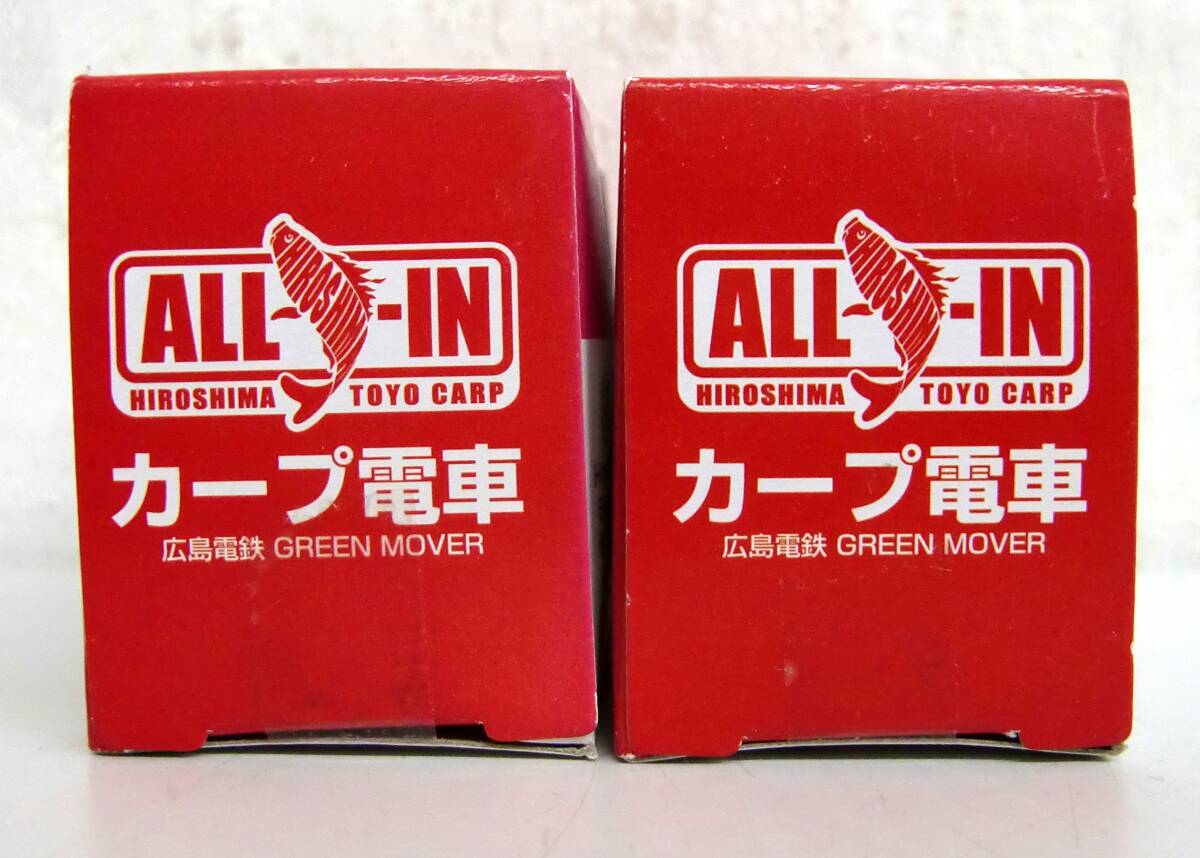 ALL-IN
HIROSHIMA
HIROSHIMA TOYO CARP
カープ電車
広島電鉄 GREEN MOVER
ALL-IN
HIROSHIMA
HIROSHIMA TOYO CARP
カープ電車
広島電鉄 GREEN MOVER